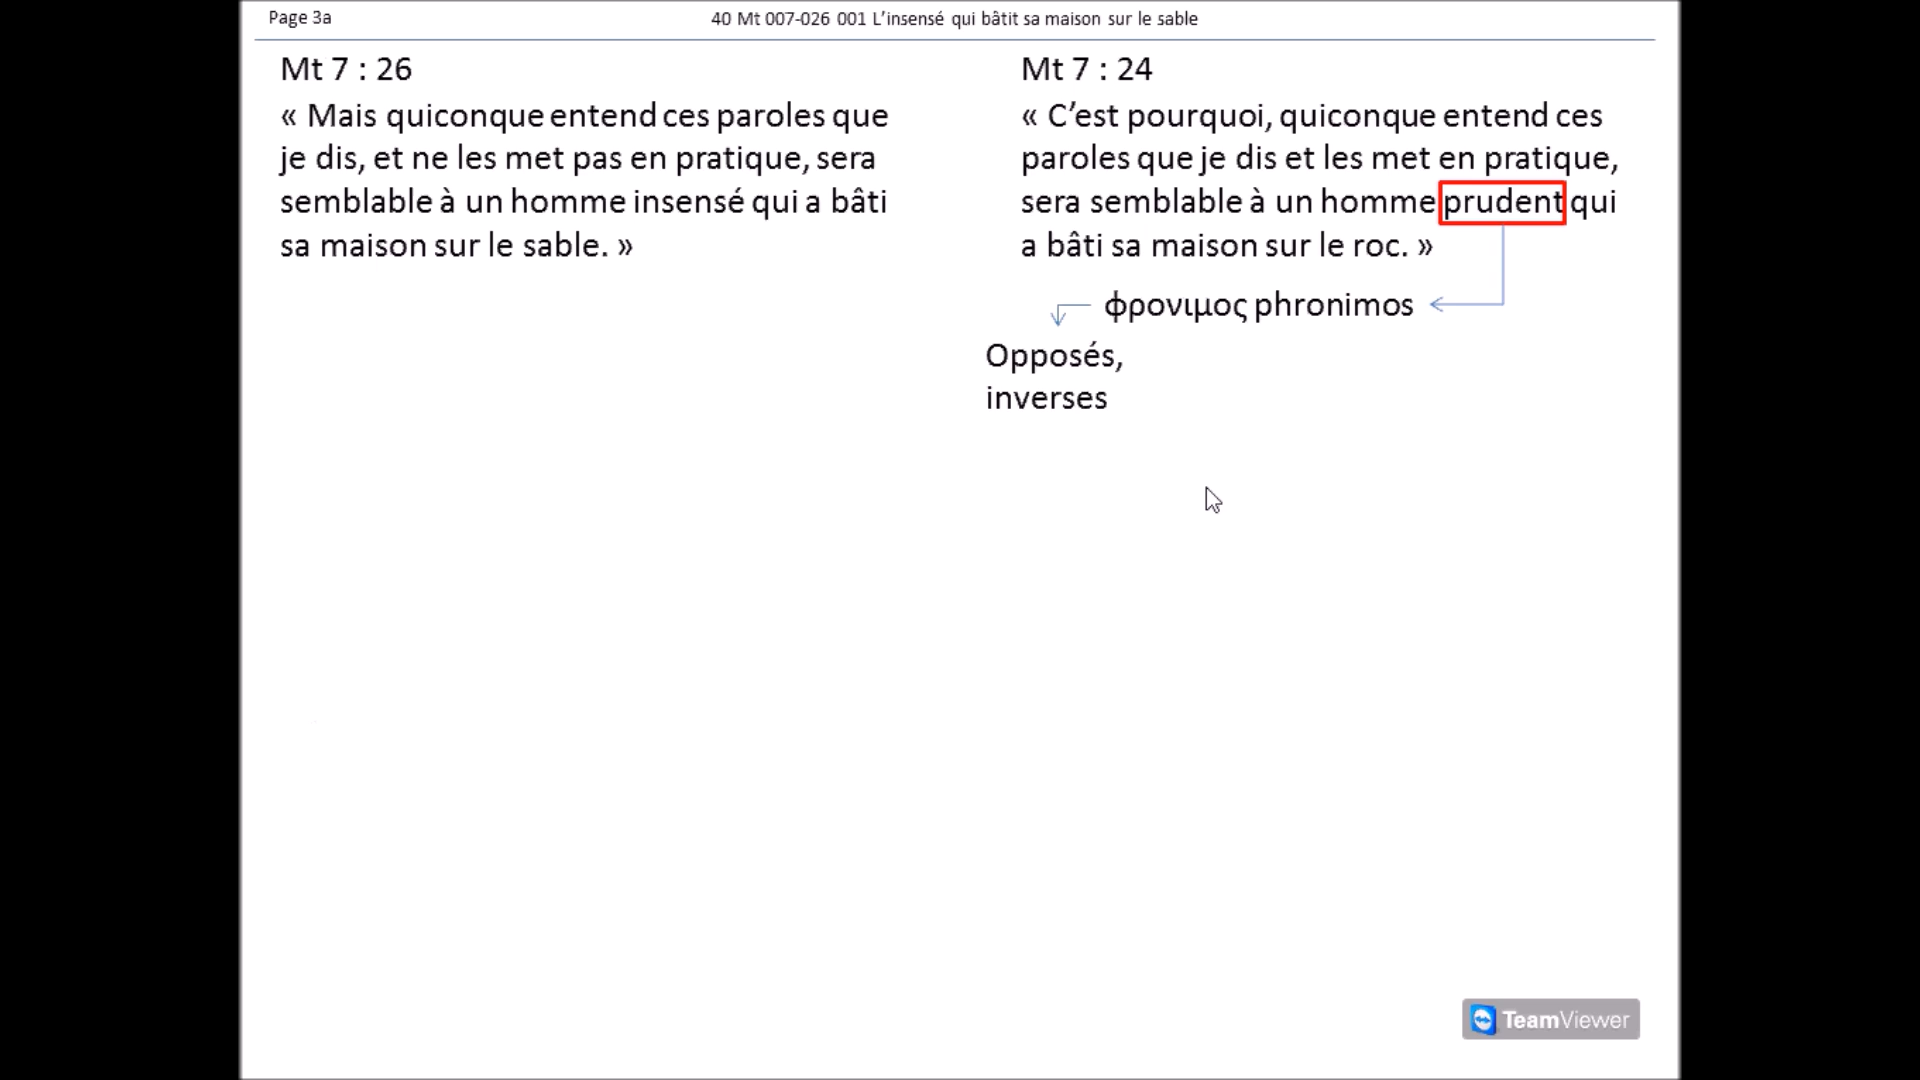 Page 3a
40 Mt 007-026 001 L’insensé qui bâtit sa maison sur le sable
Mt 7 : 26
« Mais quiconque entend ces paroles que
je dis, et ne les met pas en pratique, sera
semblable à un homme insensé qui a bâti
sa maison sur le sable. »
Mt 7 : 24
« C’est pourquoi, quiconque entend ces
paroles que je dis et les met en pratique,
sera semblable à un homme prudent qui
a bâti sa maison sur le roc. »
φρονιμος phronimos
Opposés,
inverses
TeamViewer